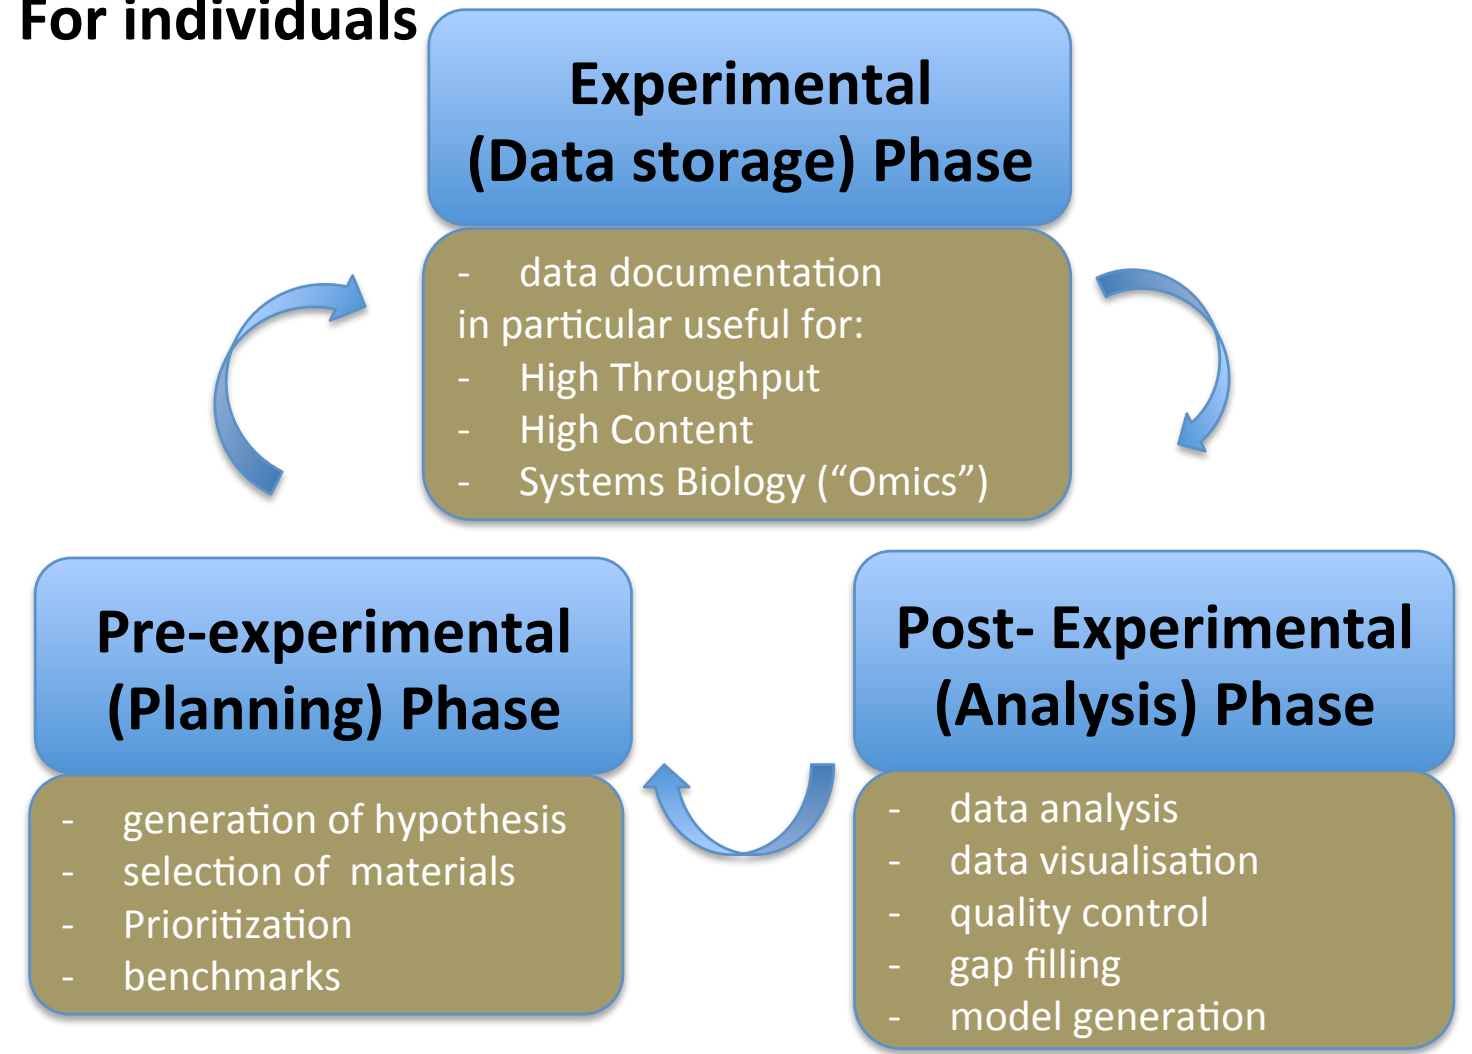 For individuals
Experimental
(Data storage) Phase
- data documentation
in particular useful for:
- High Throughput
- High Content
- Systems Biology (“Omics”)
Pre-experimental
(Planning) Phase
- generation of hypothesis
- selection of  materials
- Prioritization
- benchmarks
Post- Experimental
(Analysis) Phase
- data analysis
- data visualisation
- quality control
- gap filling
- model generation